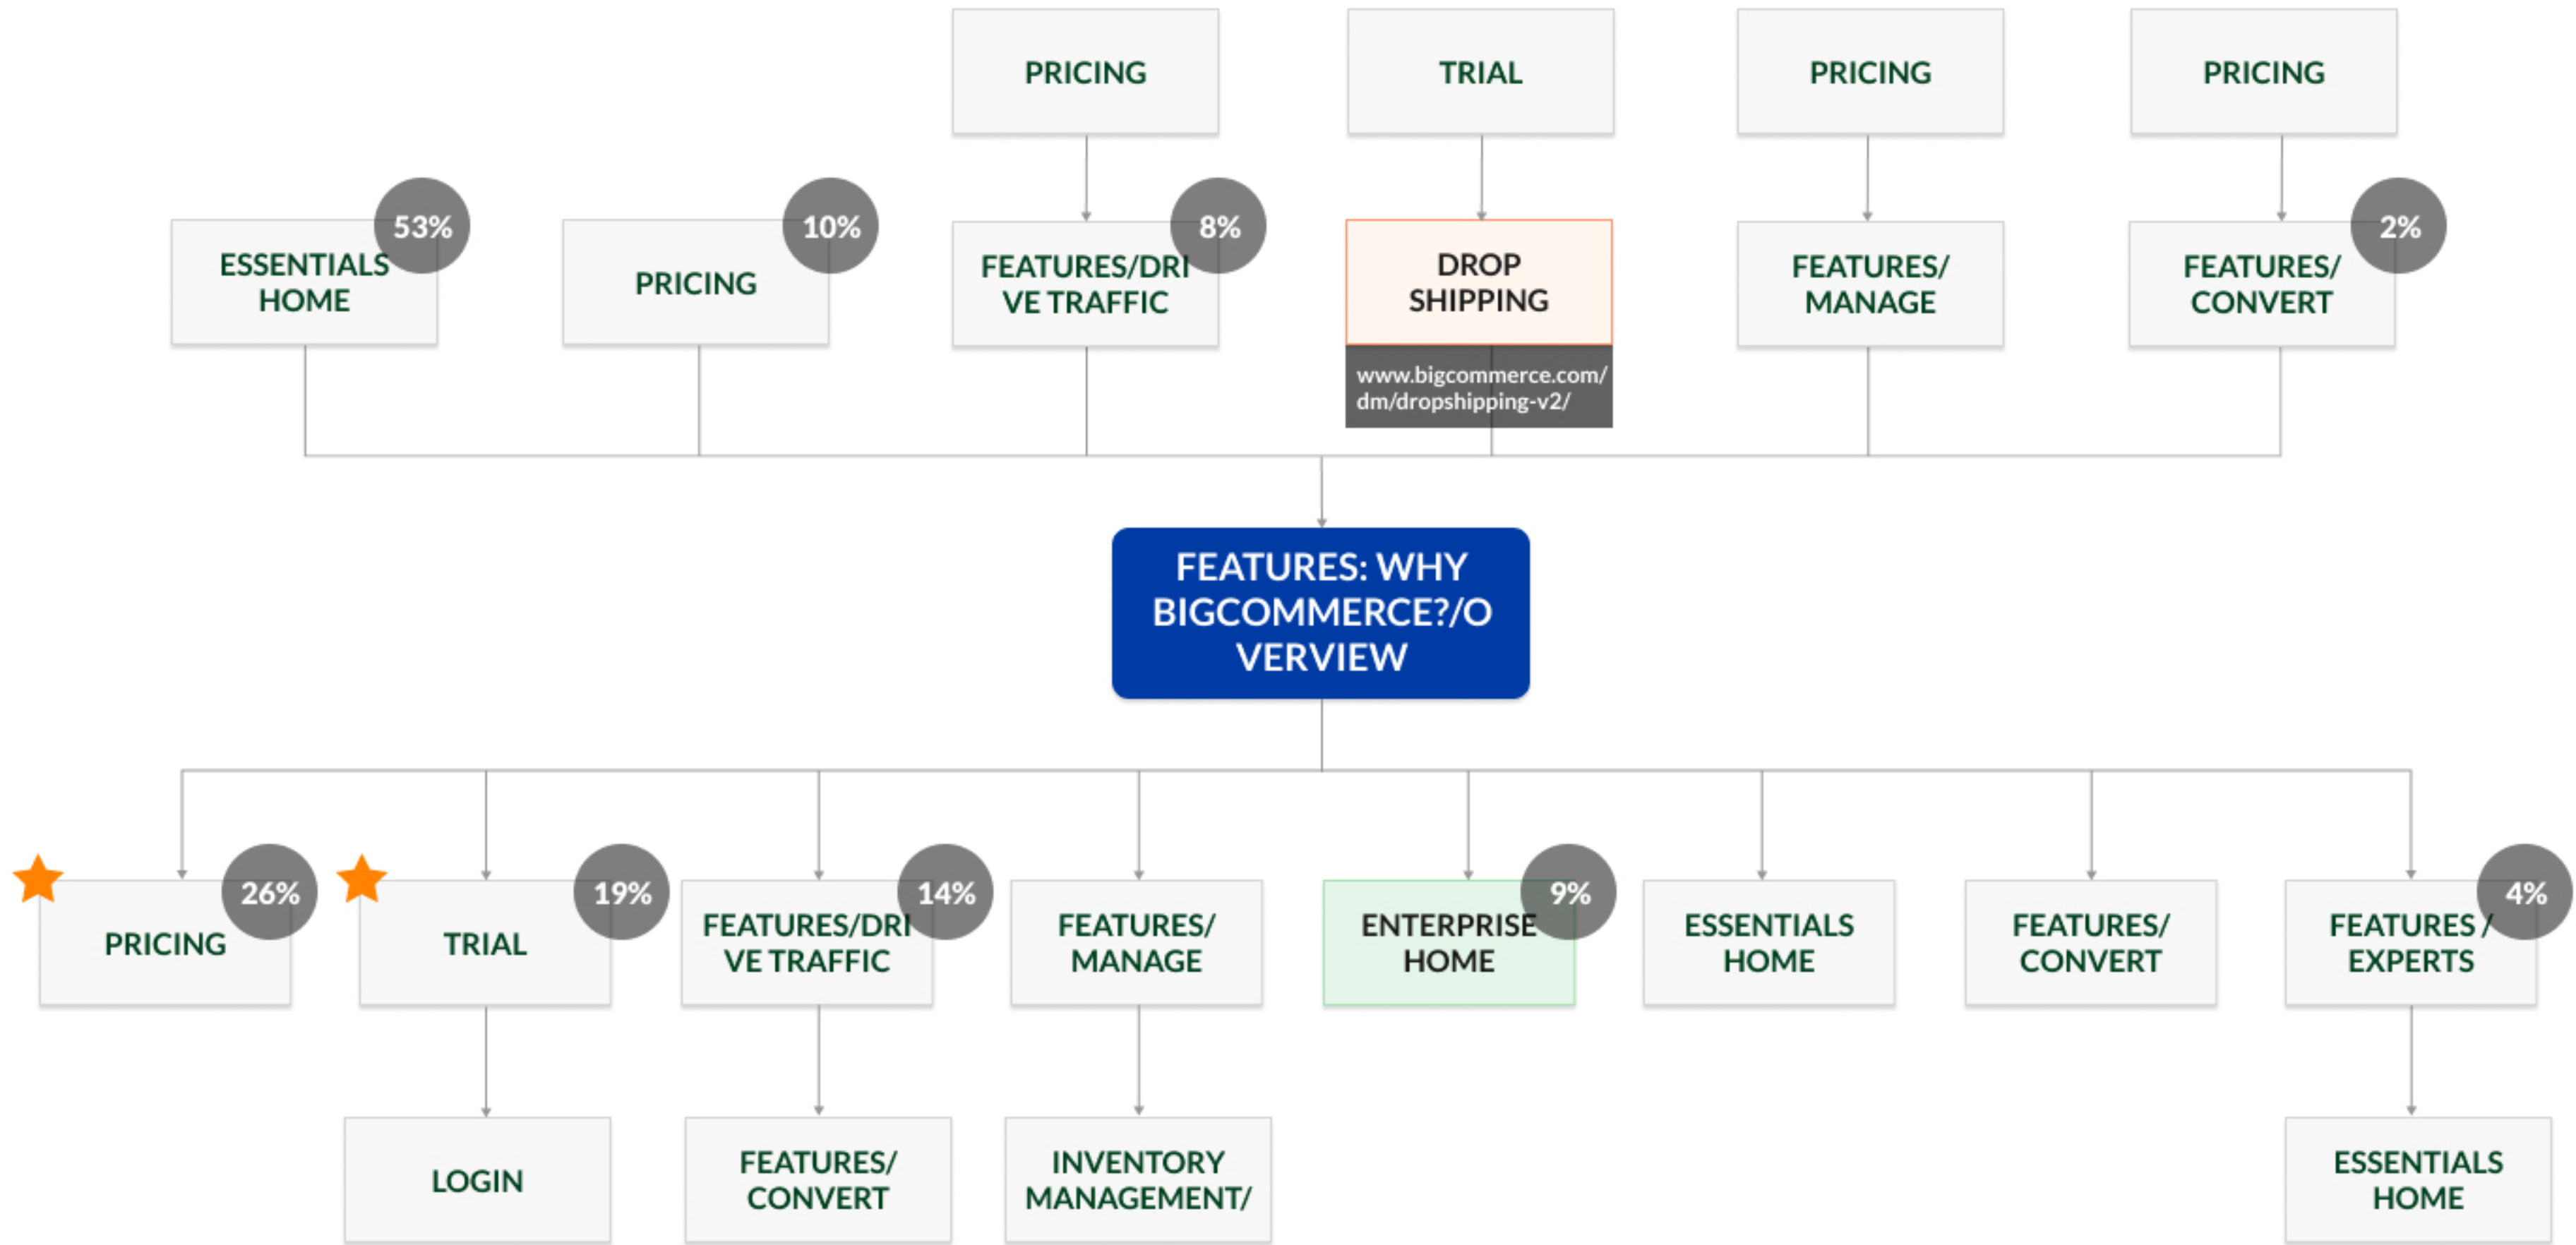 PRICING
TRIAL
PRICING
PRICING
53%
10%
8%
2%
ESSENTIALS
HOME
PRICING
FEATURES/DRI
VE TRAFFIC
DROP
SHIPPING
FEATURES/
MANAGE
FEATURES/
CONVERT
www.bigcommerce.com/
dm/dropshipping-v2/
FEATURES: WHY
BIGCOMMERCE?/O
VERVIEW
26%
19%
14%
9%
4%
PRICING
TRIAL
FEATURES/DRI
VE TRAFFIC
FEATURES/
MANAGE
ENTERPRISE
HOME
ESSENTIALS
HOME
FEATURES/
CONVERT
FEATURES /
EXPERTS
LOGIN
FEATURES/
CONVERT
INVENTORY
MANAGEMENT/
ESSENTIALS
HOME